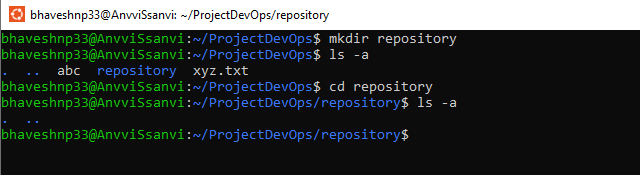 bhaveshnp33@AnvviSsanvi: ~/ProjectDevOps/repository
bhaveshnp33@AnvviSsanvi:~/ProjectDevOps$ mkdir repository
bhaveshnp33@AnvviSsanvi:~/ProjectDevOps$ ls -a
.  ..  abc  repository  xyz.txt
bhaveshnp33@AnvviSsanvi:~/ProjectDevOps$ cd repository
bhaveshnp33@AnvviSsanvi:~/ProjectDevOps/repository$ ls -a
.  ..
bhaveshnp33@AnvviSsanvi:~/ProjectDevOps/repository$